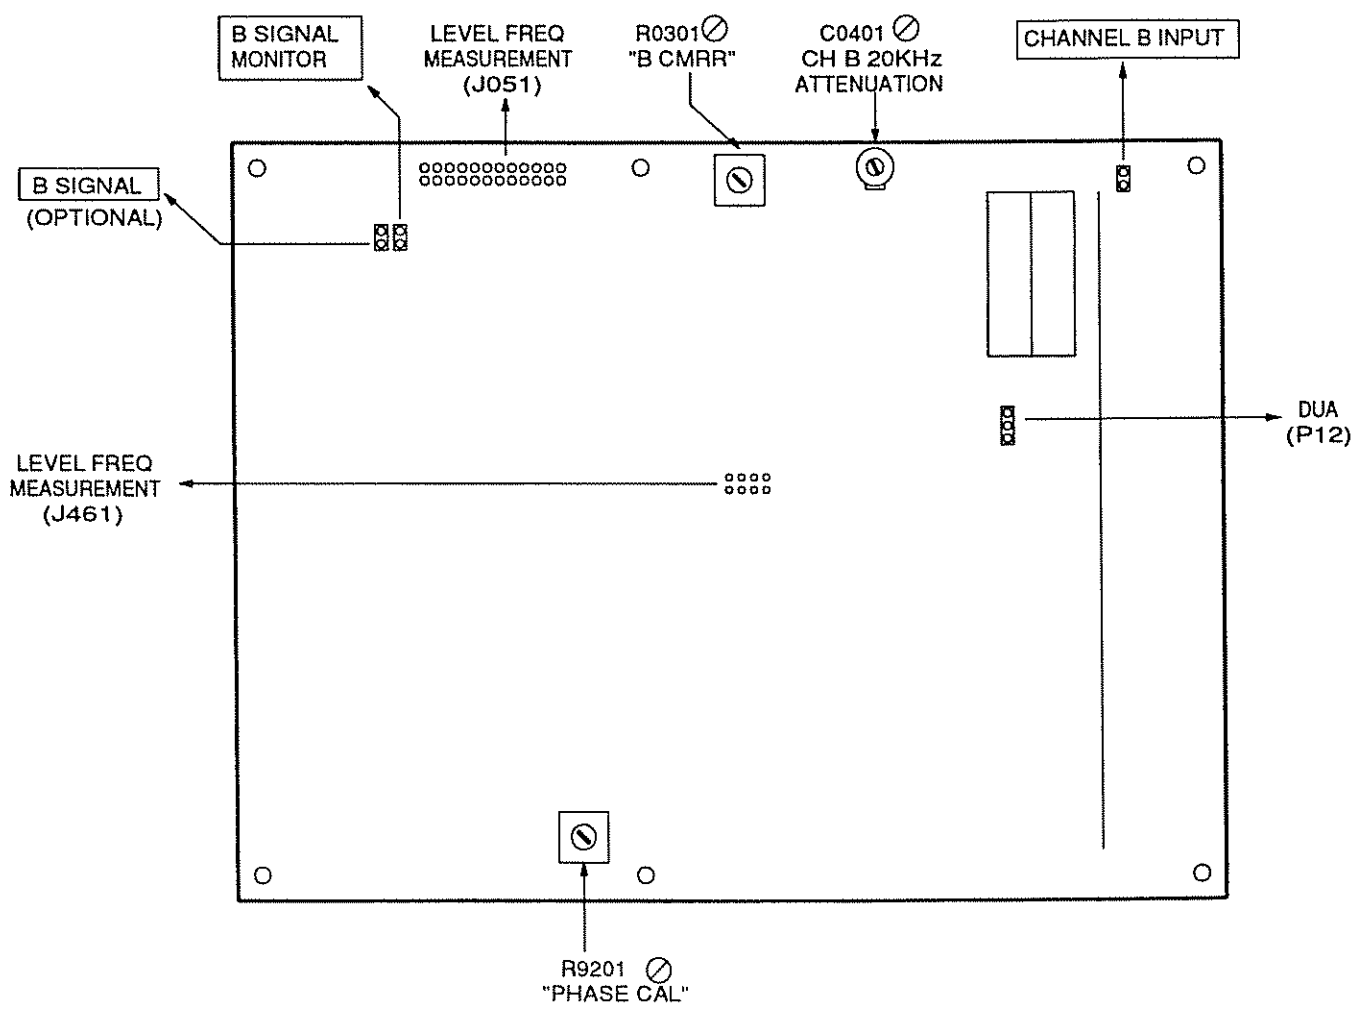 B SIGNAL
MONITOR
LEVEL FREQ
MEASUREMENT
(J051)
R0301
"B CMRR"
C0401
CH B 20KHz
ATTENUATION
CHANNEL B INPUT
B SIGNAL
(OPTIONAL)
DUA
(P12)
LEVEL FREQ
MEASUREMENT
(J461)
R9201
"PHASE CAL"